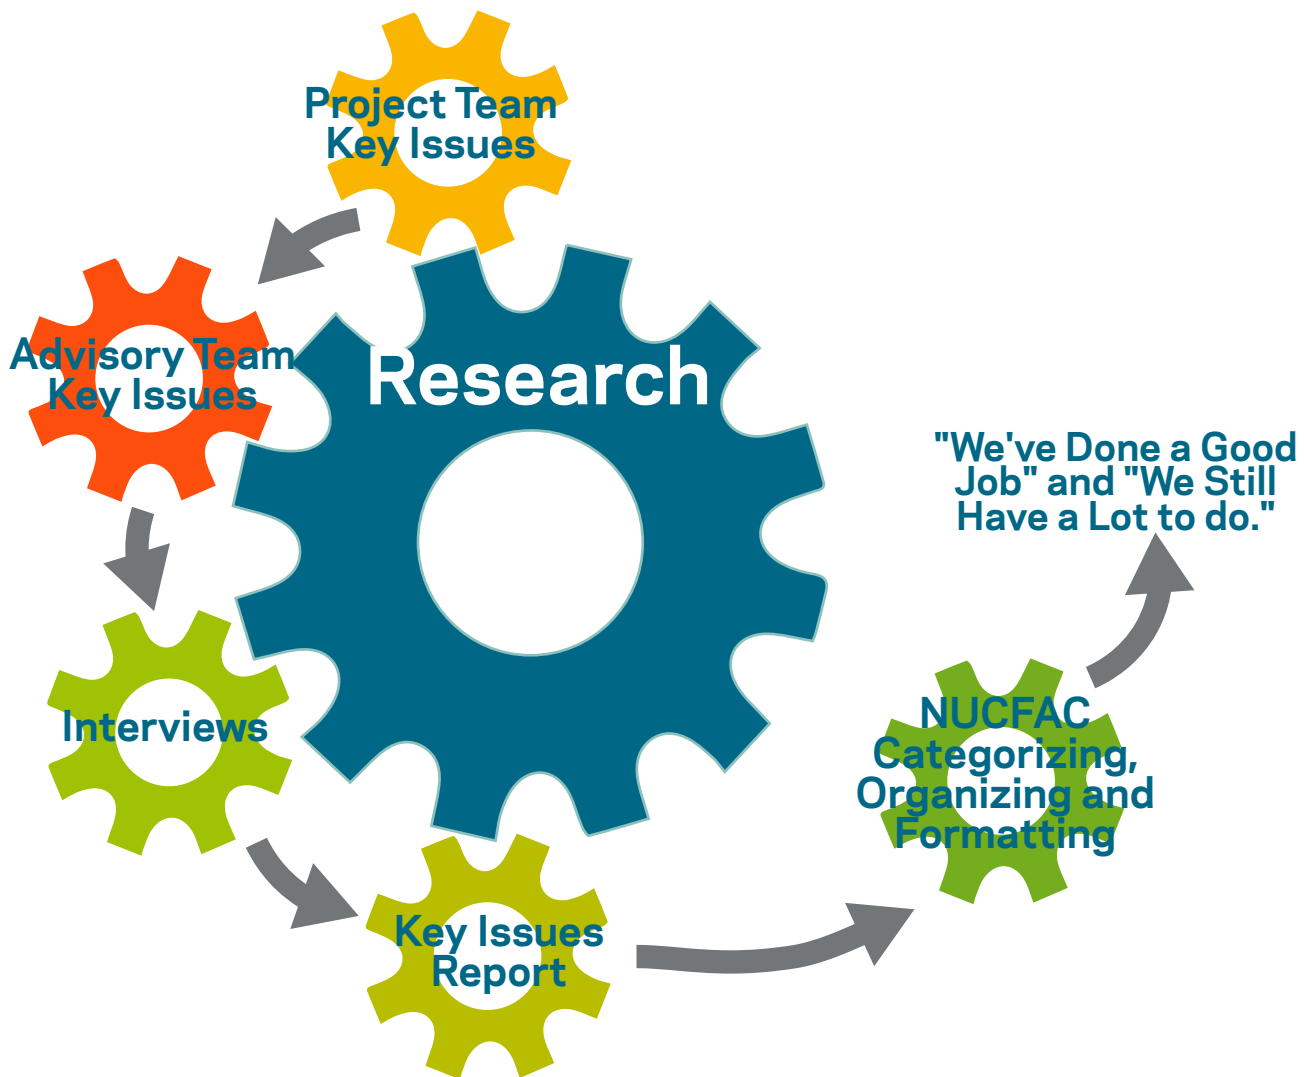 Project Team
Key Issues
Advisory Team
Key Issues
Research
"We've Done a Good
Job" and "We Still
Have a Lot to do."
Interviews
NUCFAC
Categorizing,
Organizing and
Formatting
Key Issues
Report